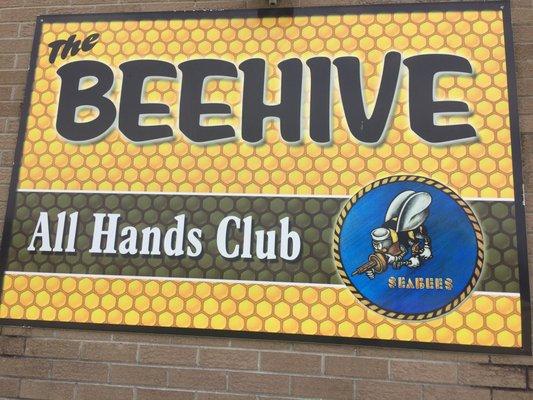 The
BEEHIVE
All Hands Club
SEABEES